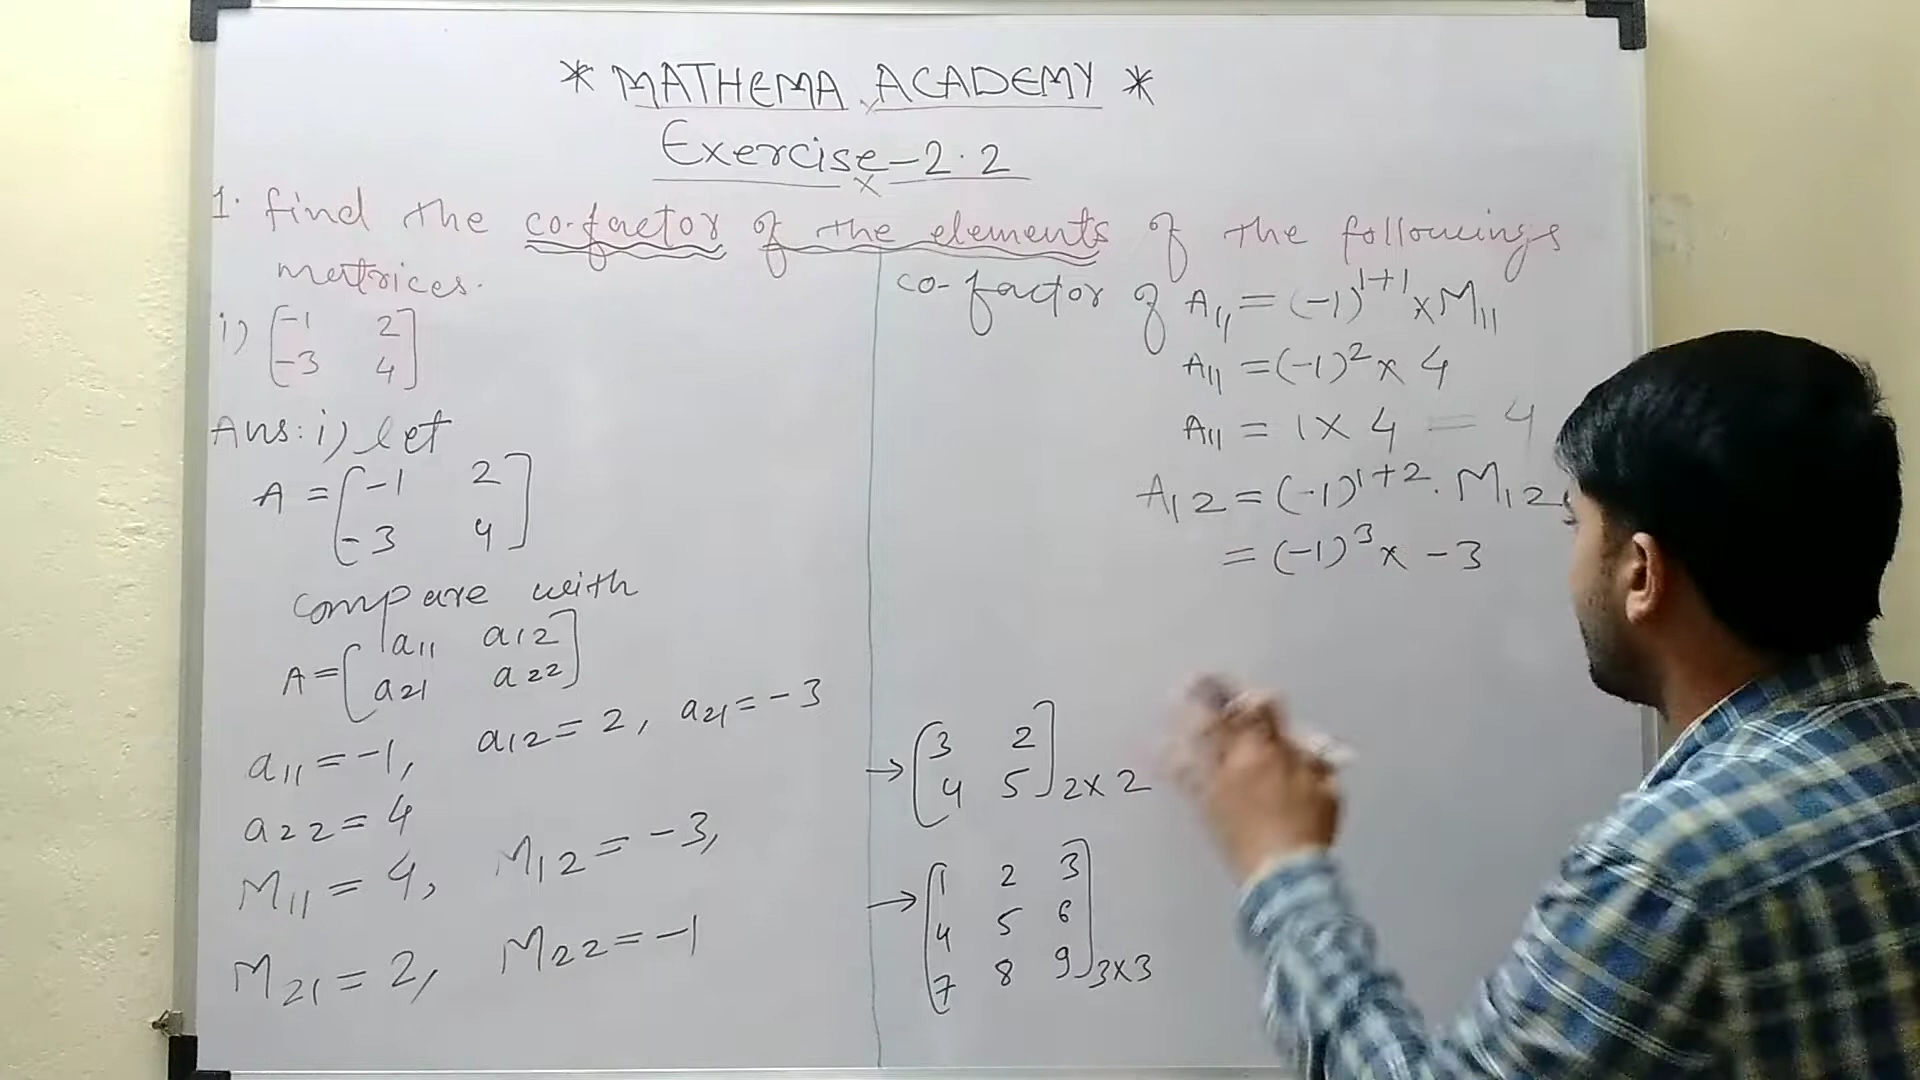 * MATHEMA ACADEMY *
Exercise-2.2
1. find the co-factor of the elements of the followings
matrices.
i) [-1 2
-3 4]
Ans: i) let
A = [-1 2
-3 4]
compare with
A = [a11 a12
a21 a22]
a11 = -1, a12 = 2, a21 = -3
a22 = 4
M11 = 4, M12 = -3,
M21 = 2, M22 = -1
co-factor of A11 = (-1)^1+1 × M11
A11 = (-1)^2 × 4
A11 = 1 × 4 = 4
A12 = (-1)^1+2 . M12
= (-1)^3 × -3
→ [3 2
4 5] 2×2
→ [1 2 3
4 5 6
7 8 9] 3×3